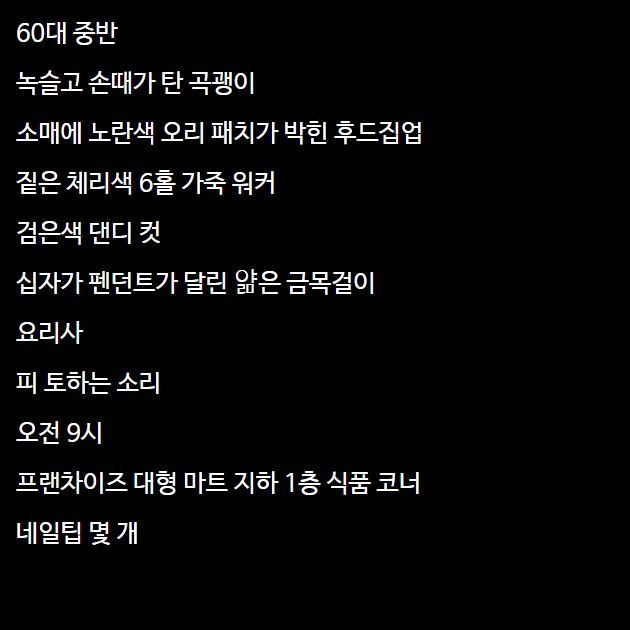 60대 중반
녹슬고 손때가 탄 곡괭이
소매에 노란색 오리 패치가 박힌 후드집업
짙은 체리색 6홀 가죽 워커
검은색 댄디 컷
십자가 펜던트가 달린 얇은 금목걸이
요리사
피 토하는 소리
오전 9시
프랜차이즈 대형 마트 지하 1층 식품 코너
네일팁 몇 개